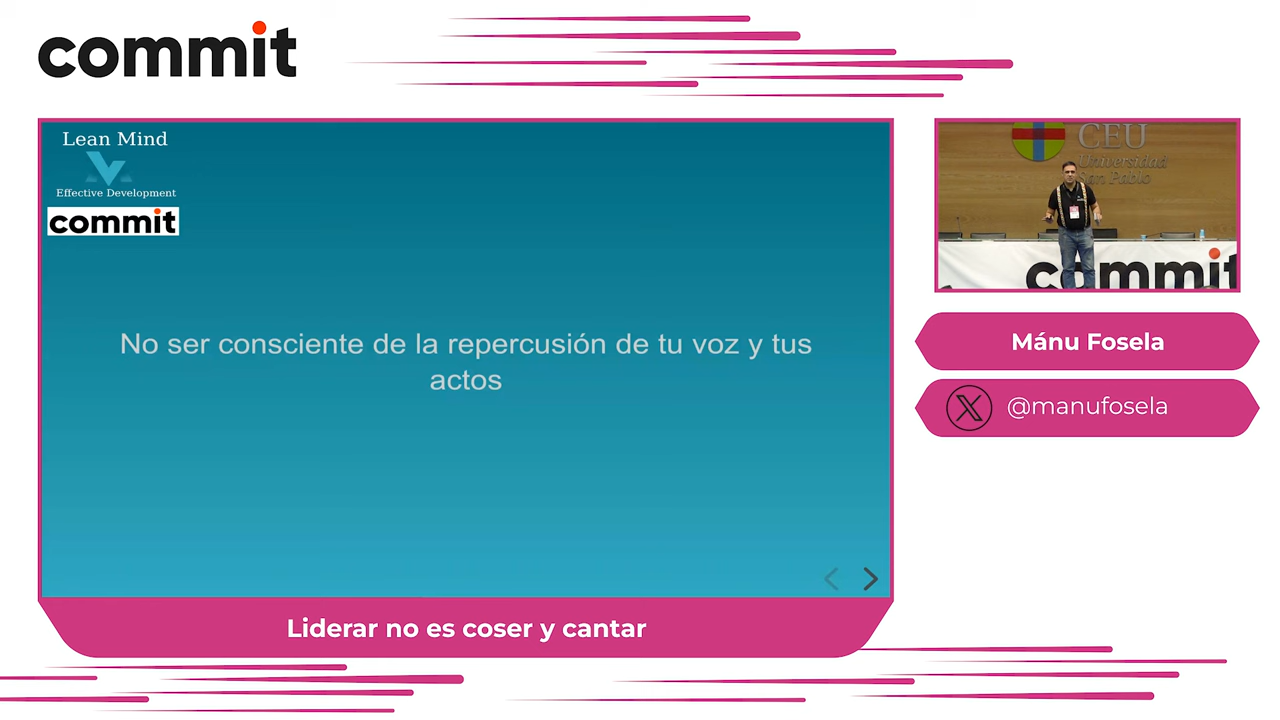 commit
Lean Mind
Effective Development
commit
No ser consciente de la repercusión de tu voz y tus
actos
Liderar no es coser y cantar
CEU
Universidad
San Pablo
commit
Mánu Fosela
@manufosela